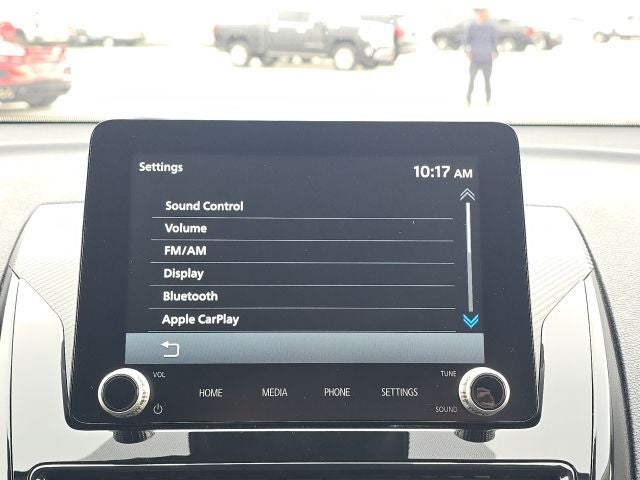 Settings
10:17 AM
Sound Control
Volume
FM/AM
Display
Bluetooth
Apple CarPlay
VOL
TUNE
HOME
MEDIA
PHONE
SETTINGS
SOUND